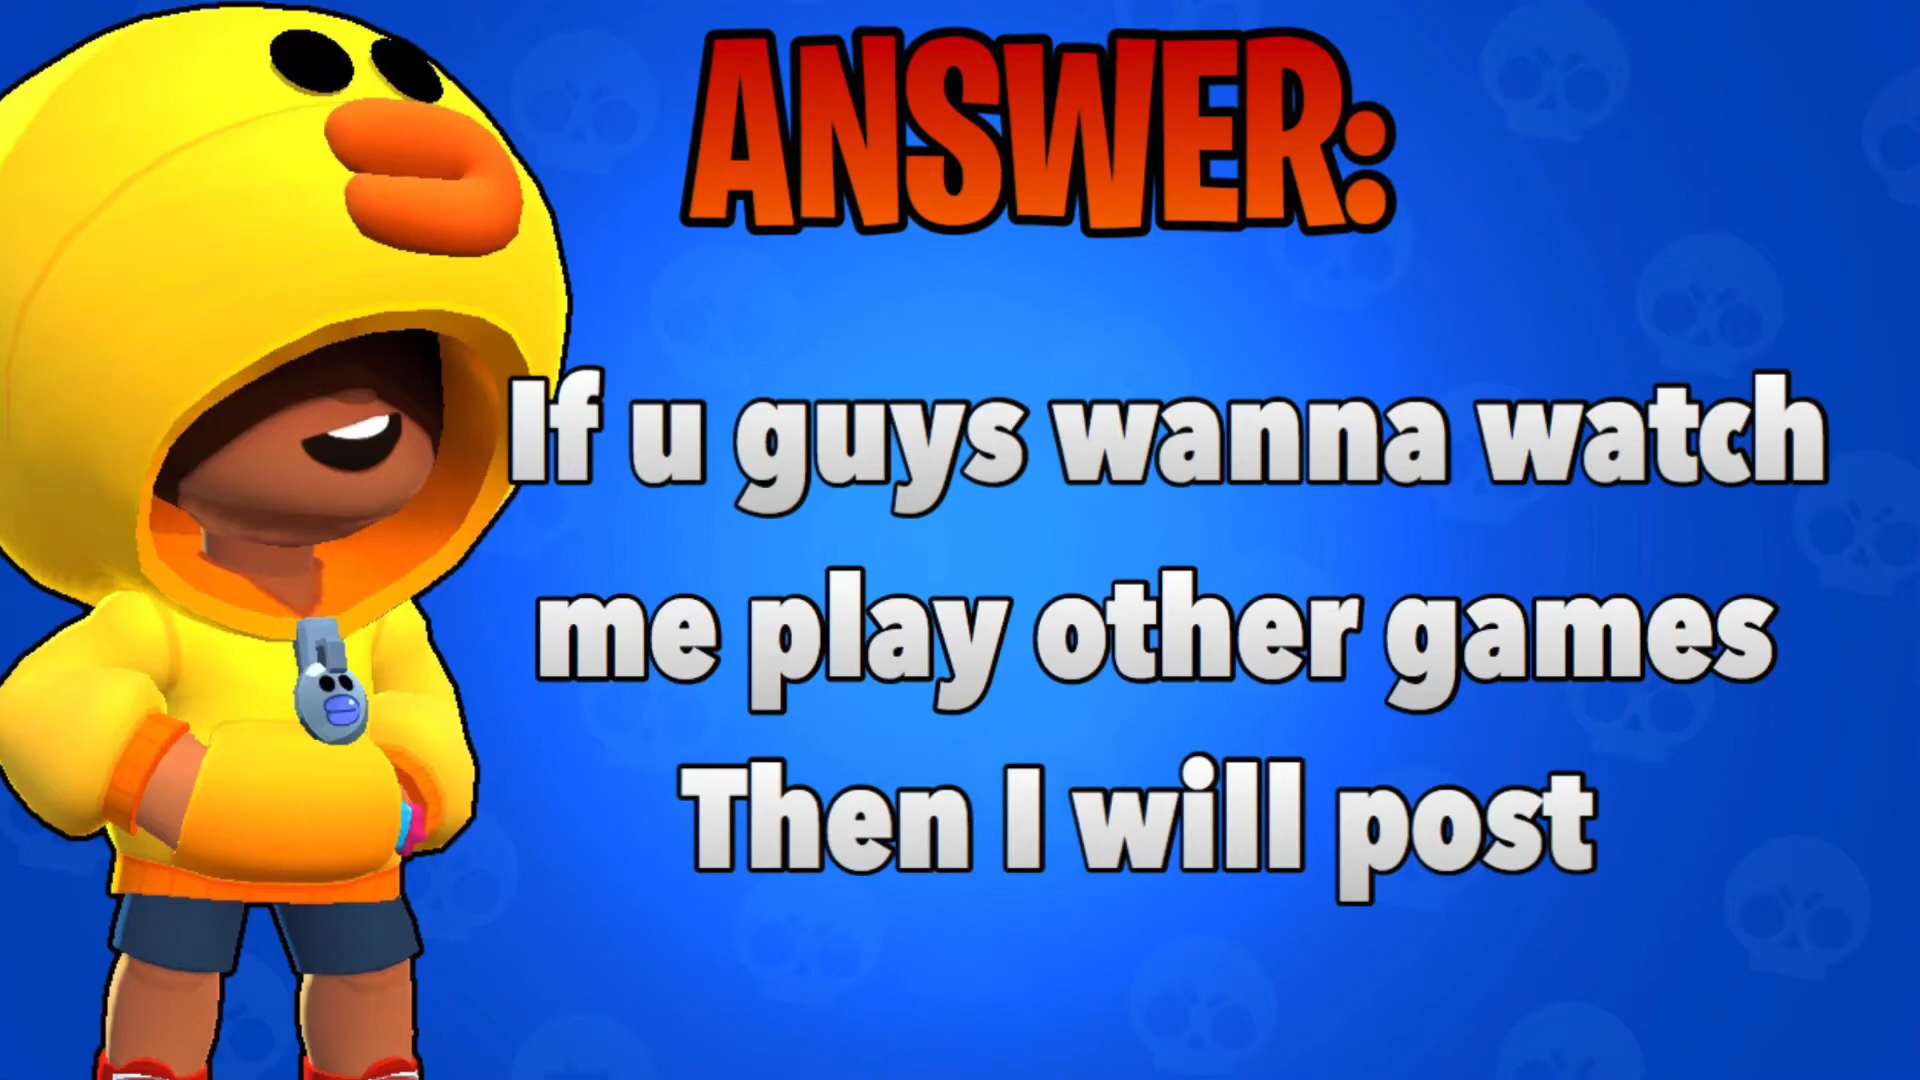 ANSWER:
If u guys wanna watch
me play other games
Then I will post